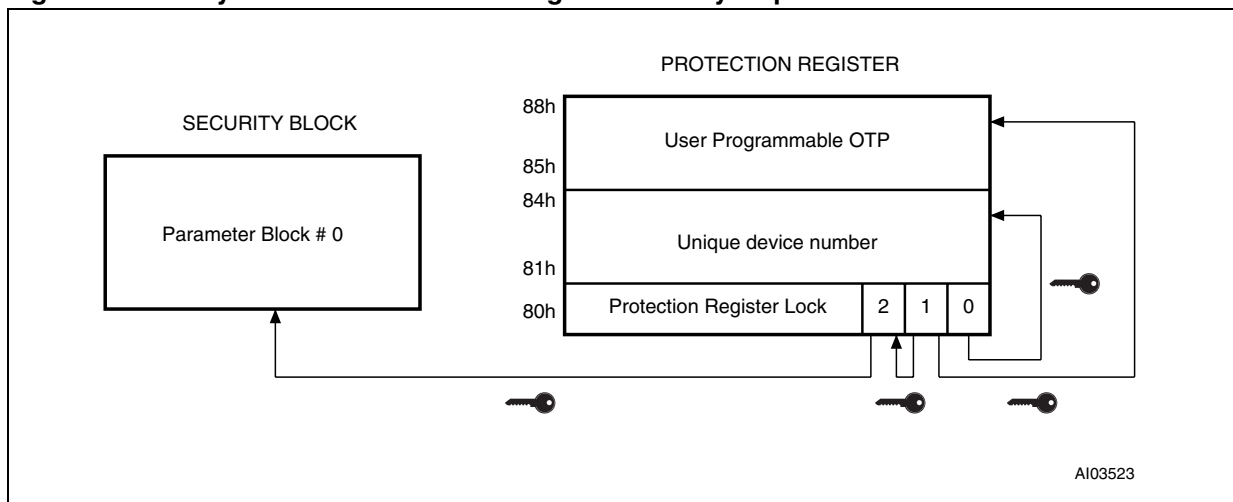 PROTECTION REGISTER
SECURITY BLOCK
88h
User Programmable OTP
85h
84h
Parameter Block # 0
Unique device number
81h
80h
Protection Register Lock
2
1
0
AI03523